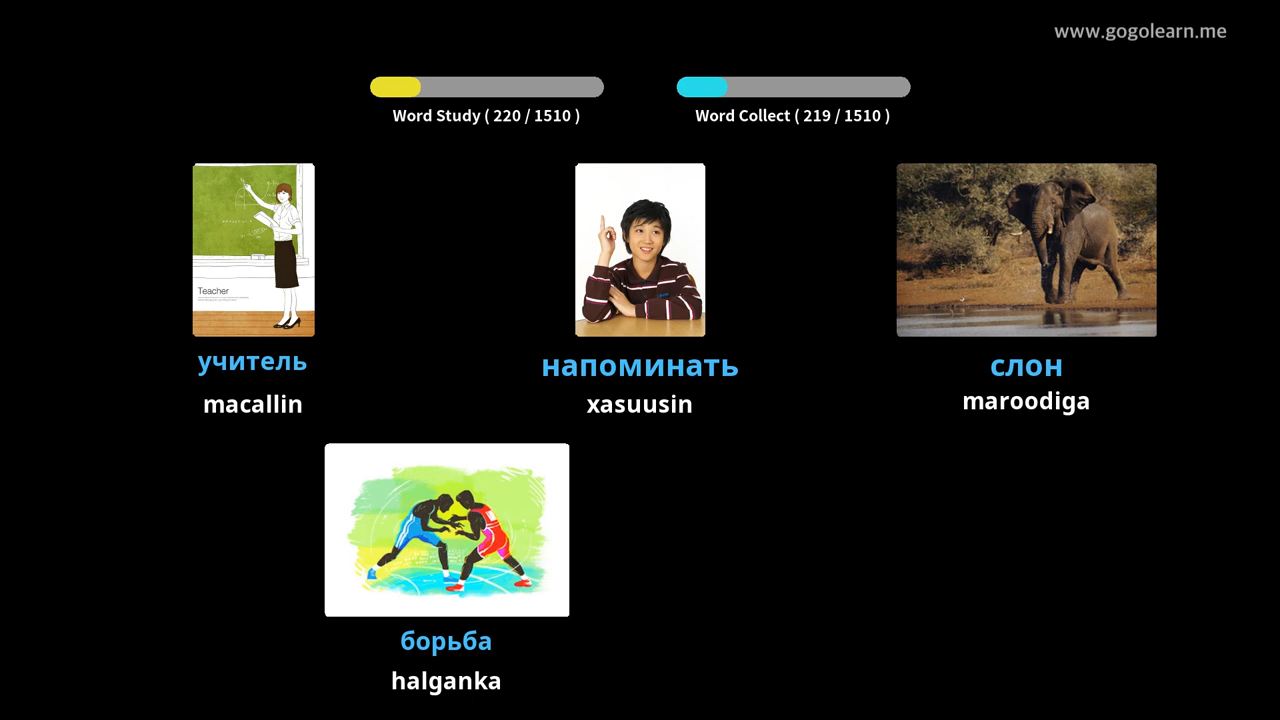 www.gogolearn.me
Word Study ( 220 / 1510 )
Word Collect ( 219 / 1510 )
Teacher
учитель
напоминать
слон
macallin
xasuusin
maroodiga
борьба
halganka